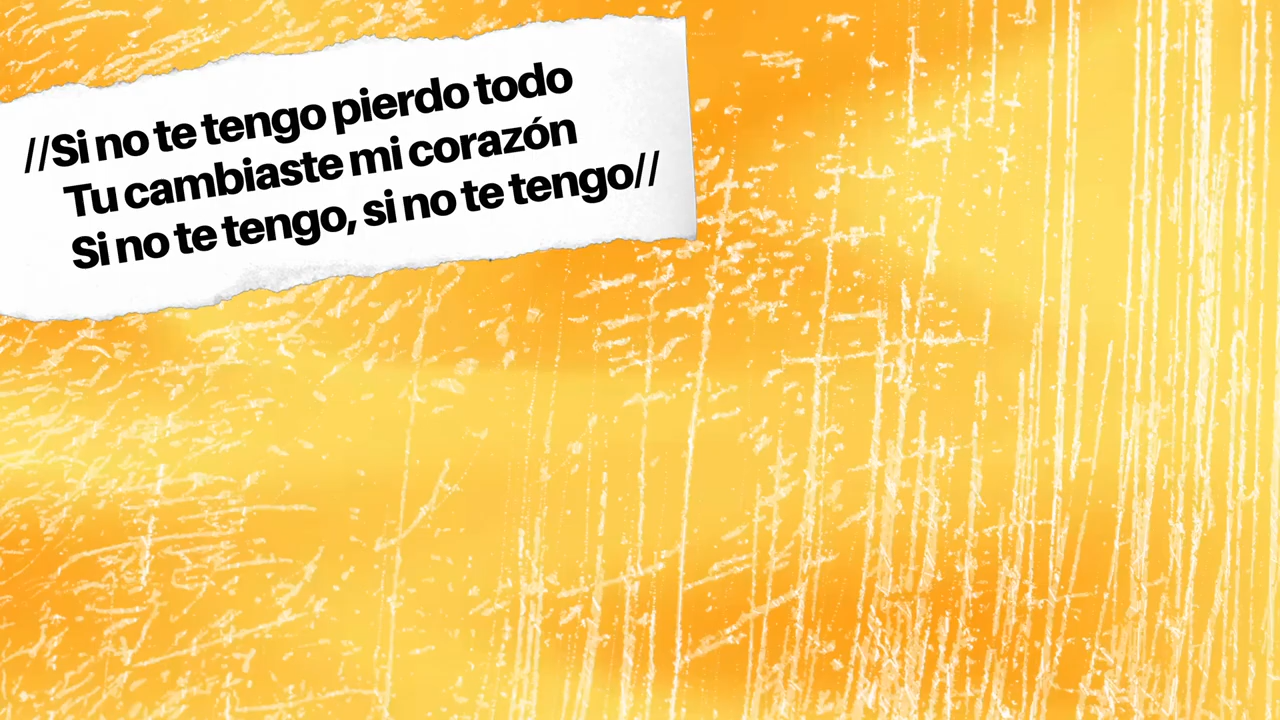 //Si no te tengo pierdo todo
Tu cambiaste mi corazón
Si no te tengo, si no te tengo//